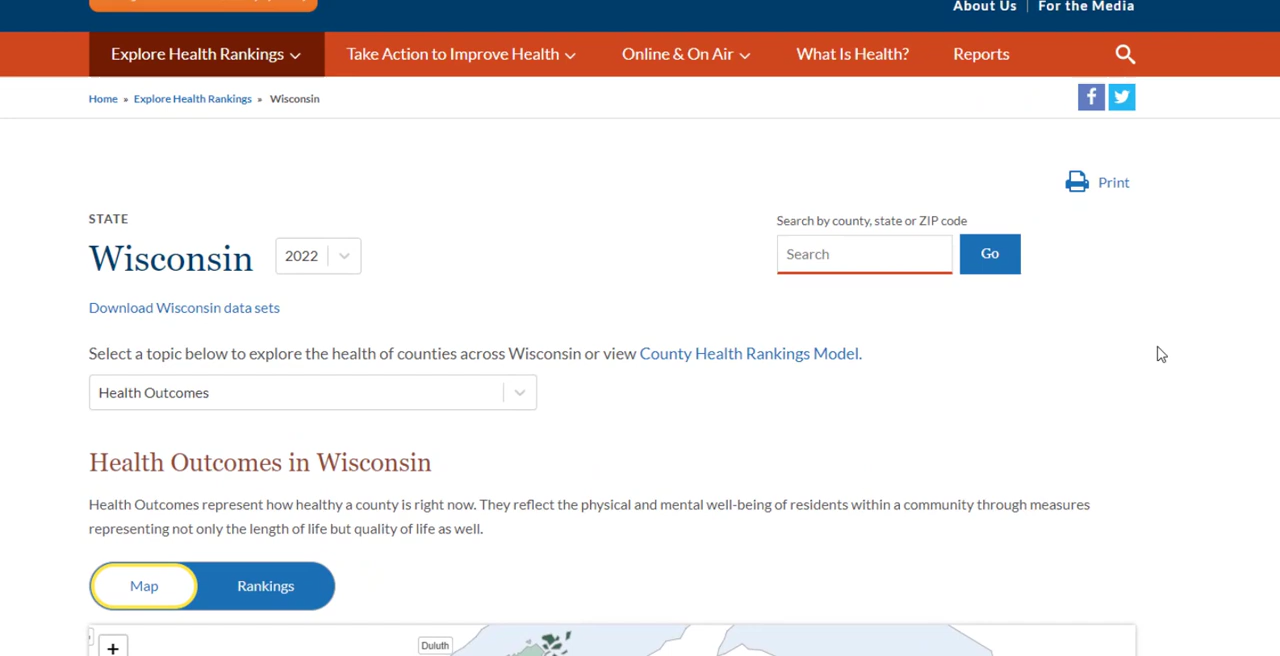 About Us | For the Media
Explore Health Rankings
Take Action to Improve Health
Online & On Air
What Is Health?
Reports
Home » Explore Health Rankings » Wisconsin
Print
STATE
Wisconsin
2022
Search by county, state or ZIP code
Search
Go
Download Wisconsin data sets
Select a topic below to explore the health of counties across Wisconsin or view County Health Rankings Model.
Health Outcomes
Health Outcomes in Wisconsin
Health Outcomes represent how healthy a county is right now. They reflect the physical and mental well-being of residents within a community through measures
representing not only the length of life but quality of life as well.
Map
Rankings
+
Duluth